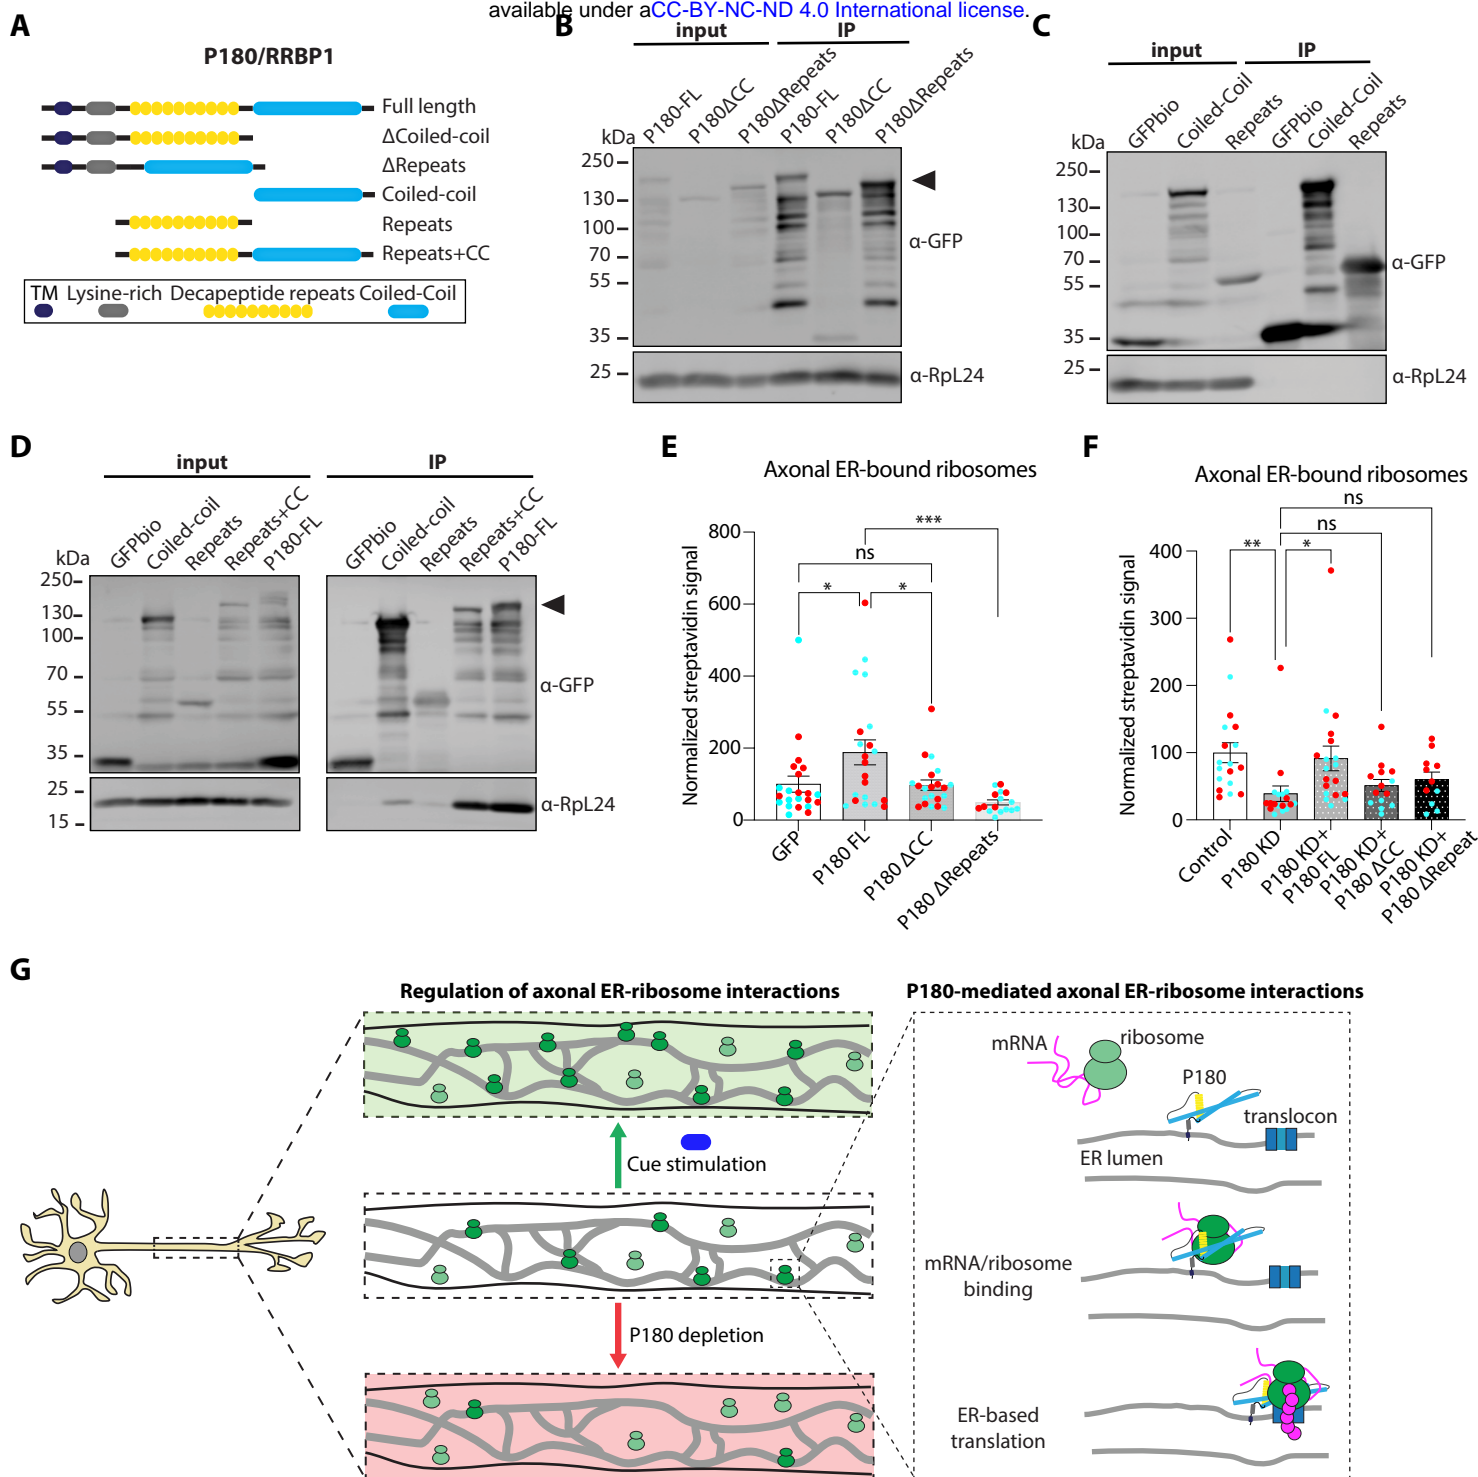 available under aCC-BY-NC-ND 4.0 International license.
A
P180/RRBP1
Full length
ΔCoiled-coil
ΔRepeats
Coiled-coil
Repeats
Repeats+CC
TM Lysine-rich Decapeptide repeats Coiled-Coil
B
input IP
P180-FL P180ΔCC P180ΔRepeats P180-FL P180ΔCC P180ΔRepeats
kDa
250
130
100
70
55
35
25
α-GFP
α-RpL24
C
input IP
GFPbio Coiled-Coil Repeats GFPbio Coiled-Coil Repeats
kDa
250
130
100
70
55
35
25
α-GFP
α-RpL24
D
input IP
GFPbio Coiled-coil Repeats Repeats+CC P180-FL GFPbio Coiled-coil Repeats Repeats+CC P180-FL
kDa
250
130
100
70
55
35
25
15
α-GFP
α-RpL24
E
Axonal ER-bound ribosomes
Normalized streptavidin signal
800
600
400
200
0
***
ns
* *
GFP P180 FL P180 ΔCC P180 ΔRepeats
F
Axonal ER-bound ribosomes
Normalized streptavidin signal
400
300
200
100
0
ns
ns
** *
Control
P180 KD
P180 KD+
P180 FL
P180 KD+
P180 ΔCC
P180 KD+
P180 ΔRepeat
G
Regulation of axonal ER-ribosome interactions
Cue stimulation
P180 depletion
P180-mediated axonal ER-ribosome interactions
mRNA
ribosome
P180
translocon
ER lumen
mRNA/ribosome
binding
ER-based
translation